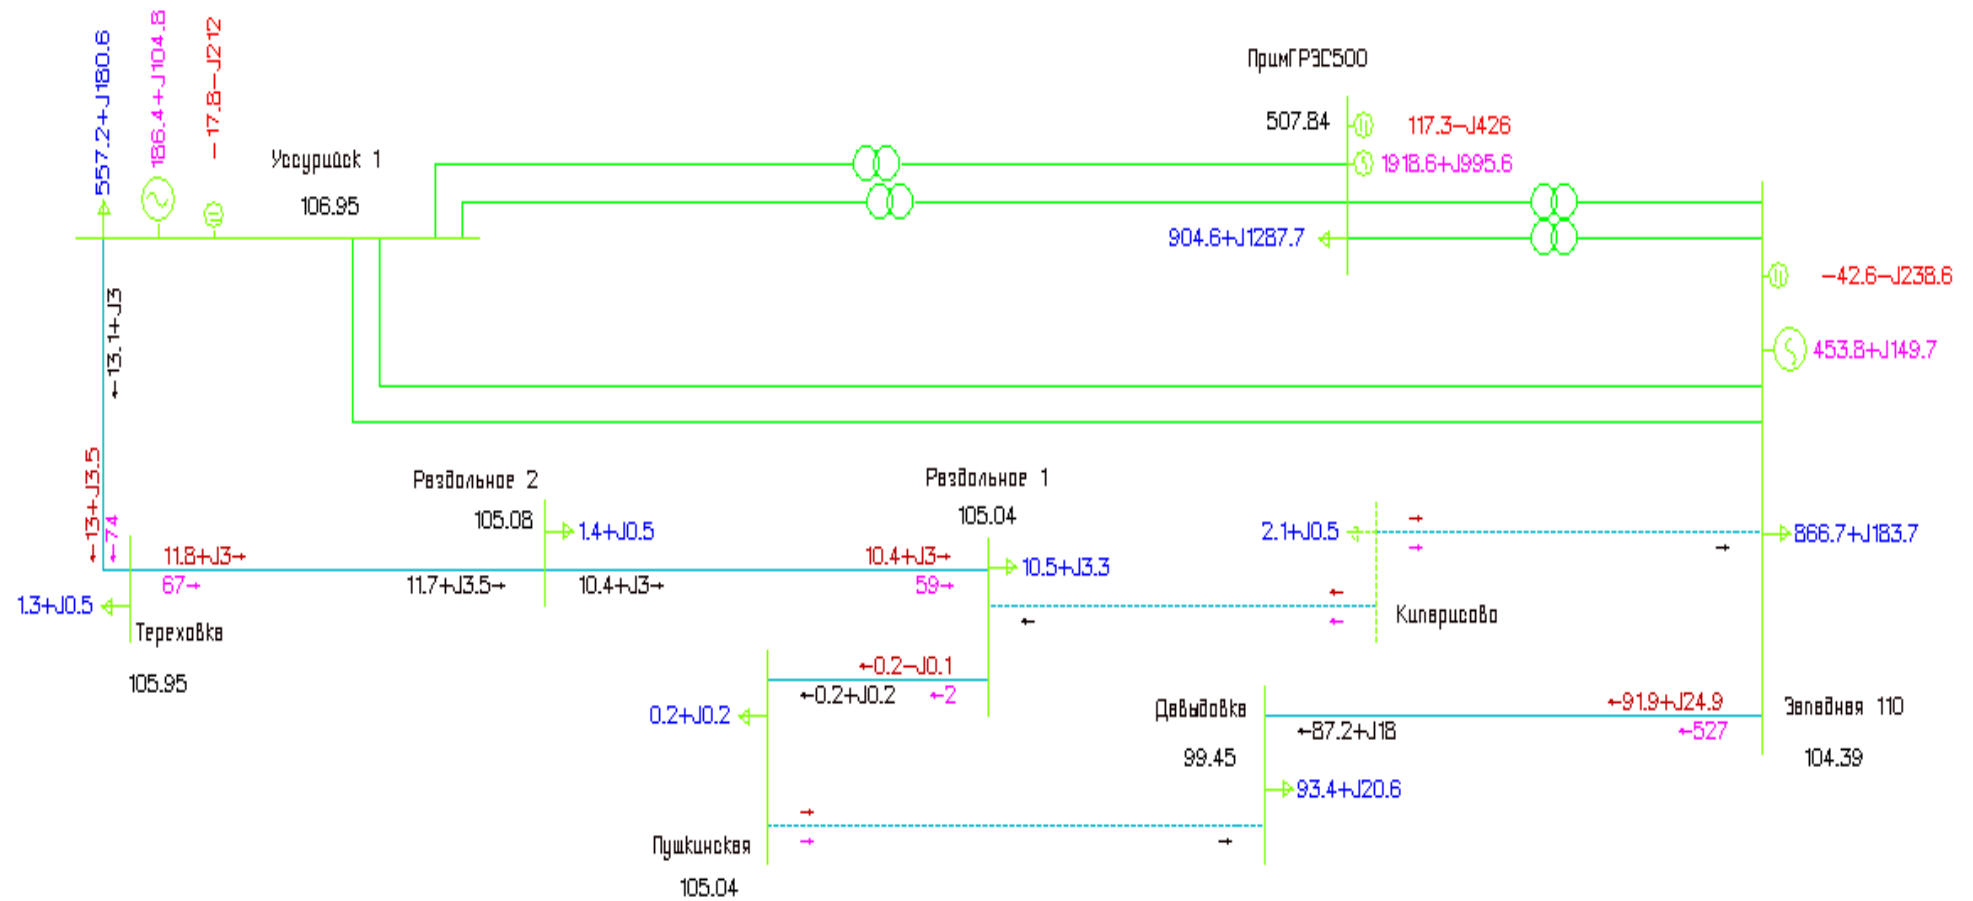 557.2+J180.6
186.4+J104.8
-17.8-J212
Уссурийск 1
106.95
ПримГРЭС500
507.84
117.3-J426
1918.6+J995.6
904.6+J1287.7
-42.6-J238.6
453.8+J149.7
←13.1+J3
←13+J3.5
←74
Раздольное 2
105.08
1.4+J0.5
Раздольное 1
105.04
10.5+J3.3
2.1+J0.5
→
→
→
866.7+J183.7
11.8+J3→
67→
11.7+J3.5→
10.4+J3→
10.4+J3→
59→
←
←
←
Кипарисово
1.3+J0.5
Тереховка
105.95
←0.2-J0.1
←0.2+J0.2
←2
0.2+J0.2
Давыдовка
99.45
←87.2+J18
←91.9+J24.9
←527
Западная 110
104.39
93.4+J20.6
→
→
→
Пушкинская
105.04